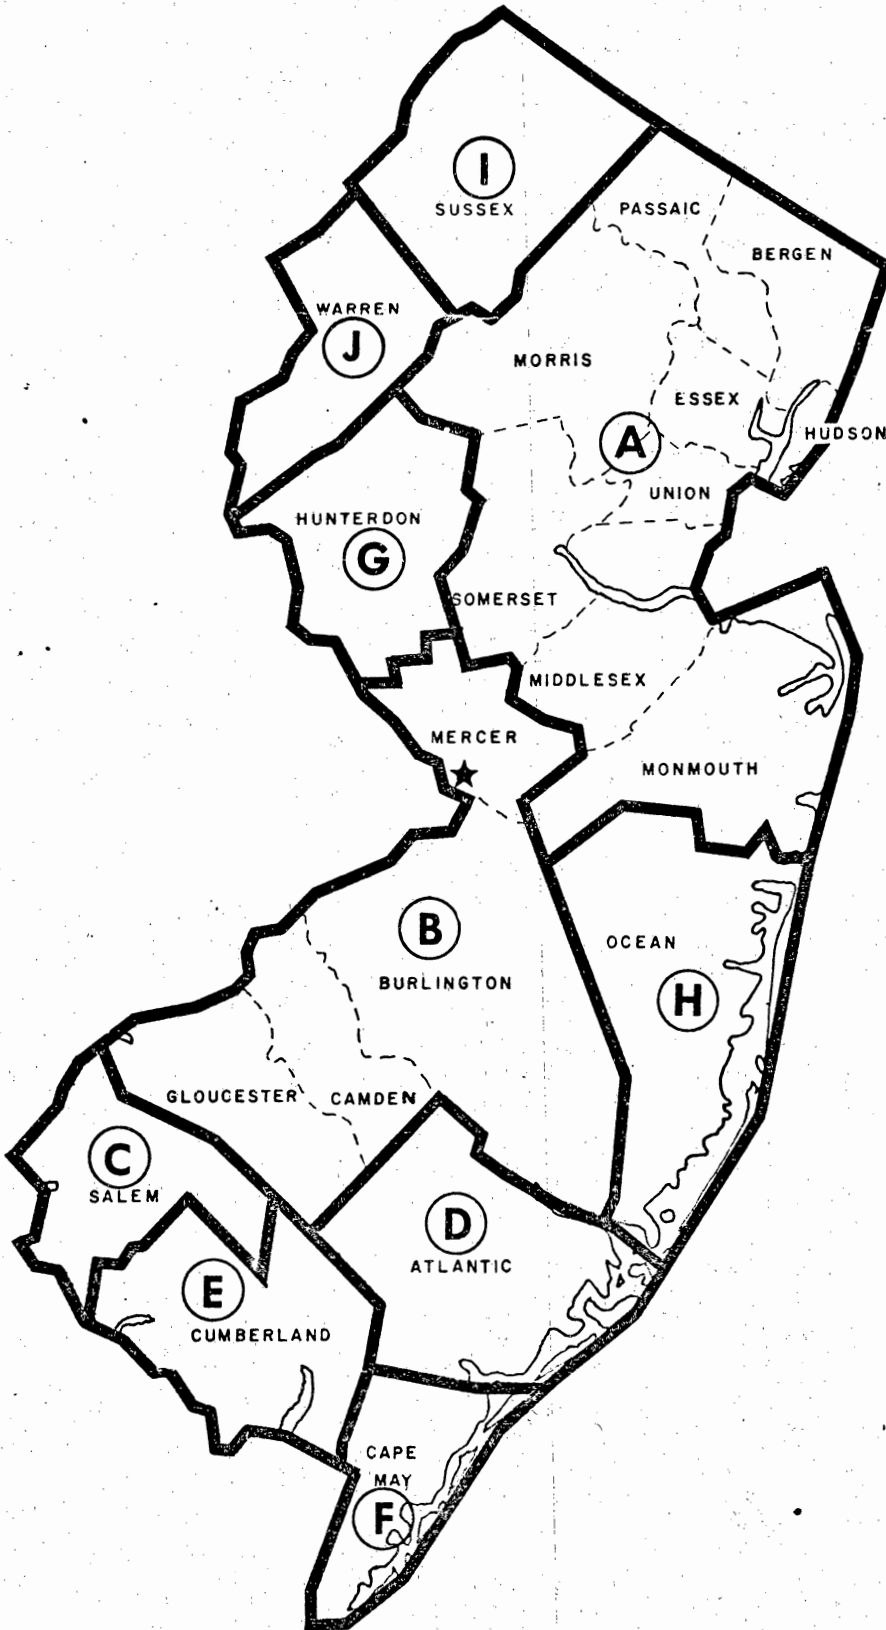 I
SUSSEX
PASSAIC
BERGEN
WARREN
J
MORRIS
ESSEX
HUDSON
A
UNION
HUNTERDON
G
SOMERSET
MIDDLESEX
MERCER
MONMOUTH
B
OCEAN
BURLINGTON
H
GLOUCESTER
CAMDEN
C
SALEM
D
ATLANTIC
E
CUMBERLAND
CAPE
MAY
F